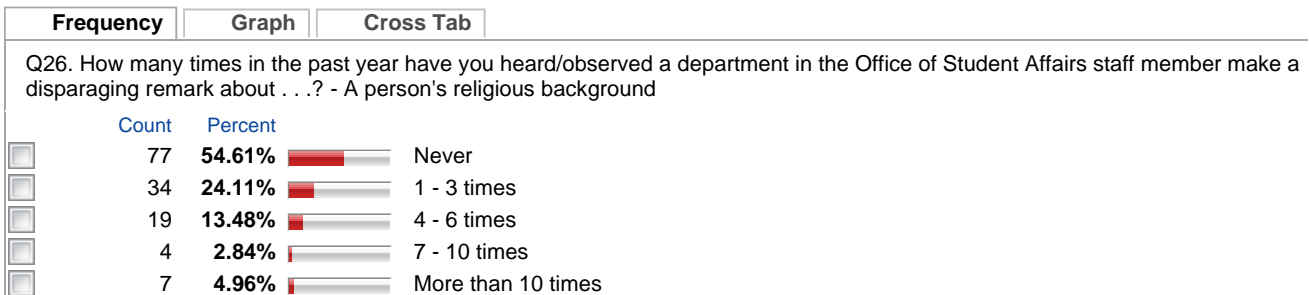 Frequency Graph Cross Tab
Q26. How many times in the past year have you heard/observed a department in the Office of Student Affairs staff member make a
disparaging remark about . . .? - A person's religious background
Count Percent
77 54.61% Never
34 24.11% 1 - 3 times
19 13.48% 4 - 6 times
4 2.84% 7 - 10 times
7 4.96% More than 10 times